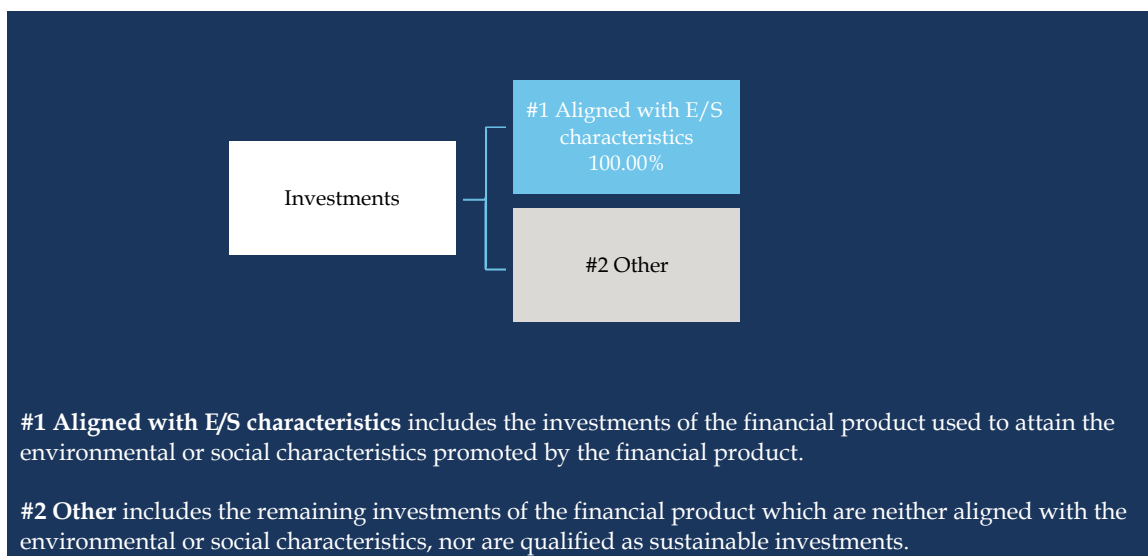 #1 Aligned with E/S
characteristics
100.00%
Investments
#2 Other
#1 Aligned with E/S characteristics includes the investments of the financial product used to attain the
environmental or social characteristics promoted by the financial product.
#2 Other includes the remaining investments of the financial product which are neither aligned with the
environmental or social characteristics, nor are qualified as sustainable investments.